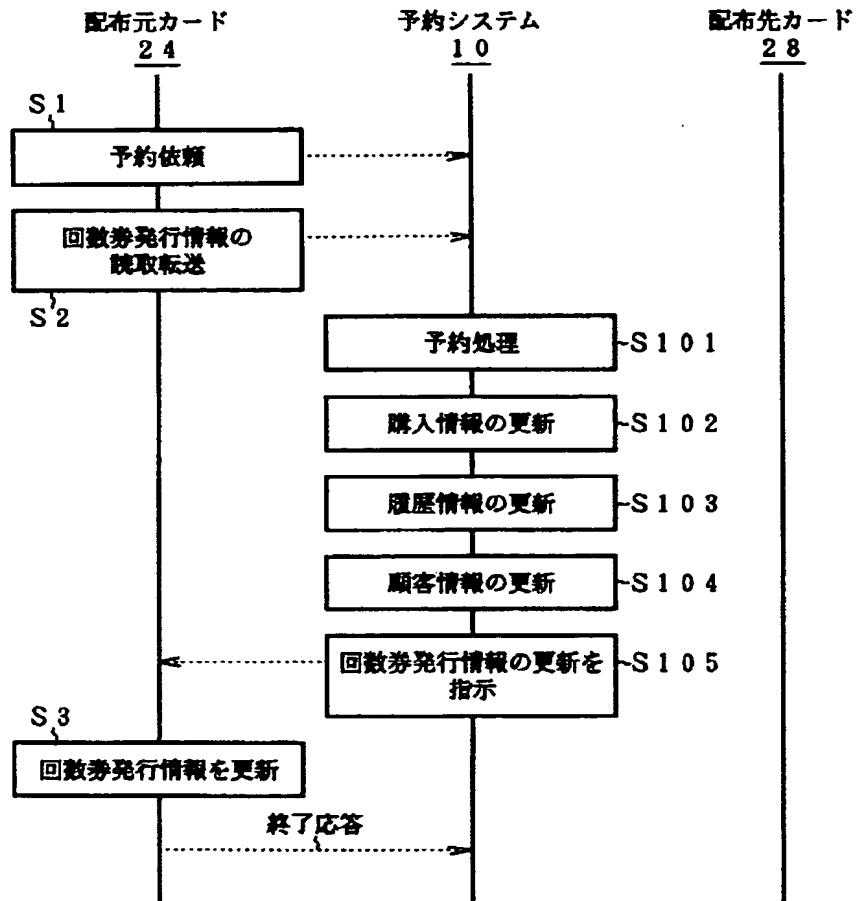 配布元カード
24
予約システム
10
配布先カード
28
S1
予約依頼
回数券発行情報の
読取転送
S2
予約処理
S101
購入情報の更新
S102
履歴情報の更新
S103
顧客情報の更新
S104
回数券発行情報の更新を
指示
S105
S3
回数券発行情報を更新
終了応答